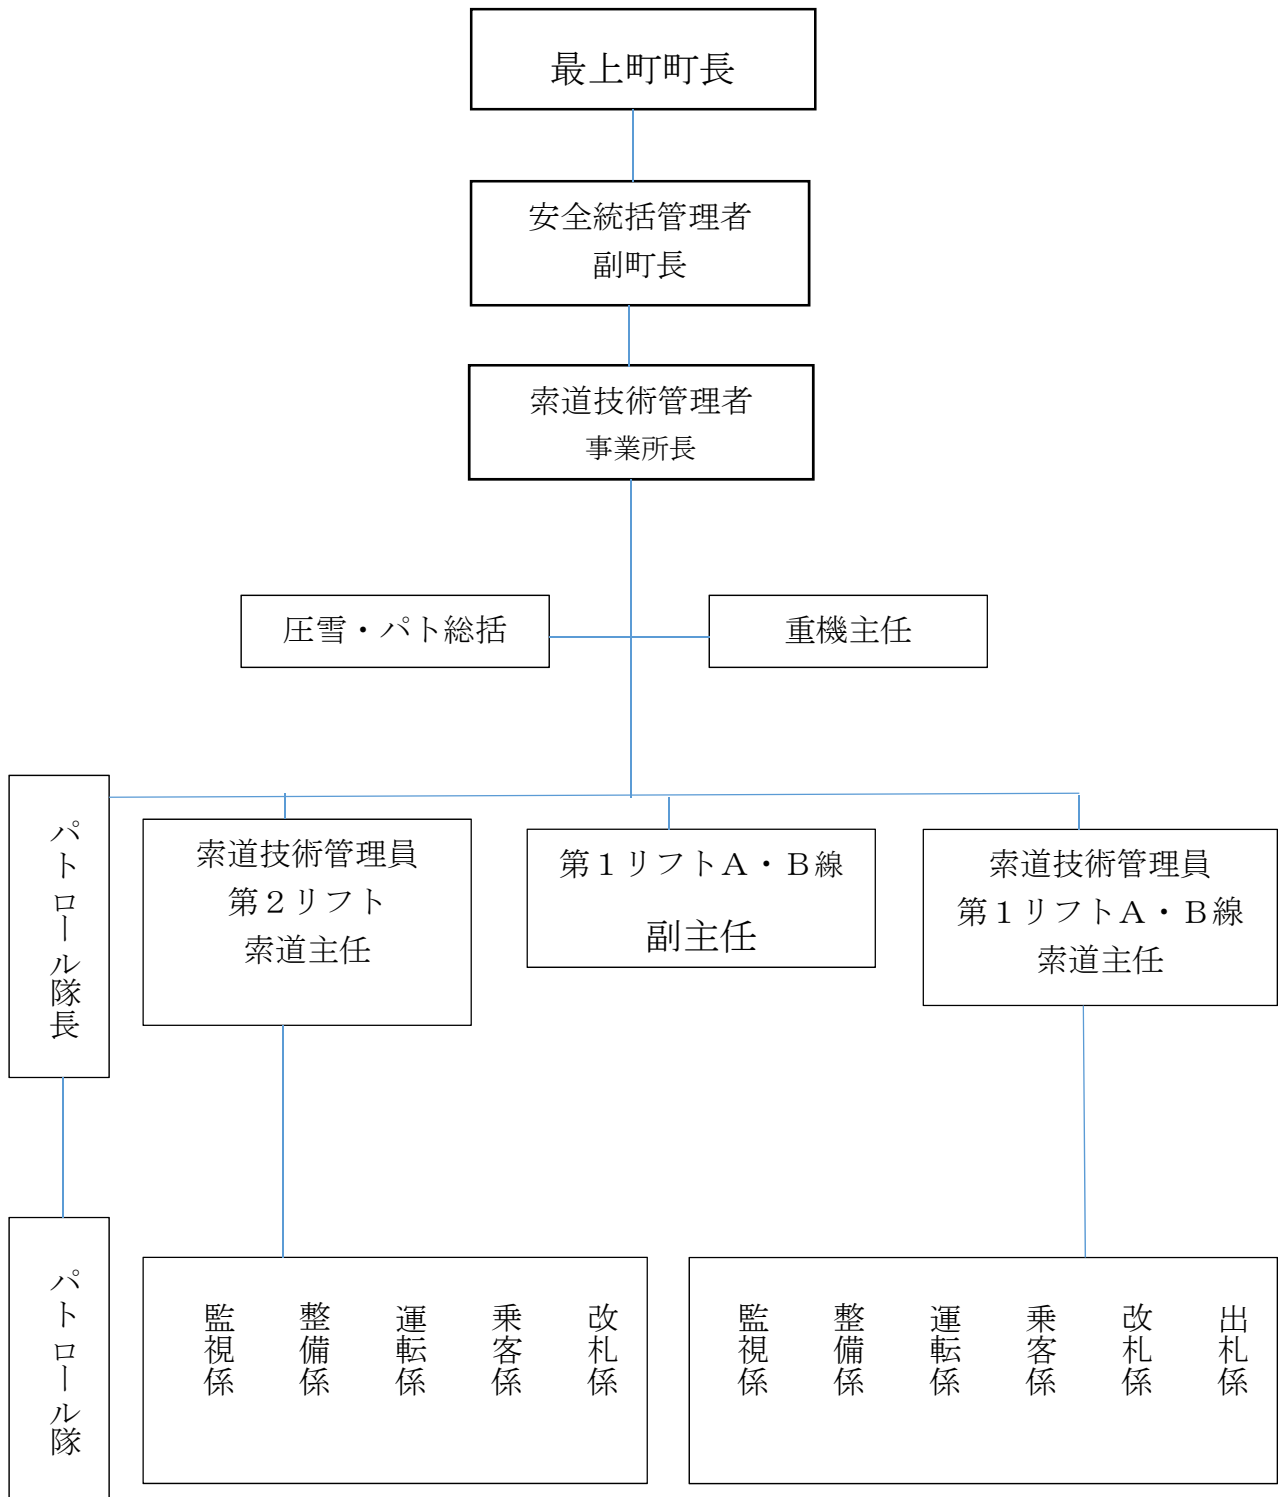 最上町町長
安全統括管理者
副町長
索道技術管理者
事業所長
圧雪・パト総括
重機主任
パトロール隊長
索道技術管理員
第２リフト
索道主任
第１リフトＡ・Ｂ線
副主任
索道技術管理員
第１リフトＡ・Ｂ線
索道主任
パトロール隊
監視係
整備係
運転係
乗客係
改札係
監視係
整備係
運転係
乗客係
改札係
出札係